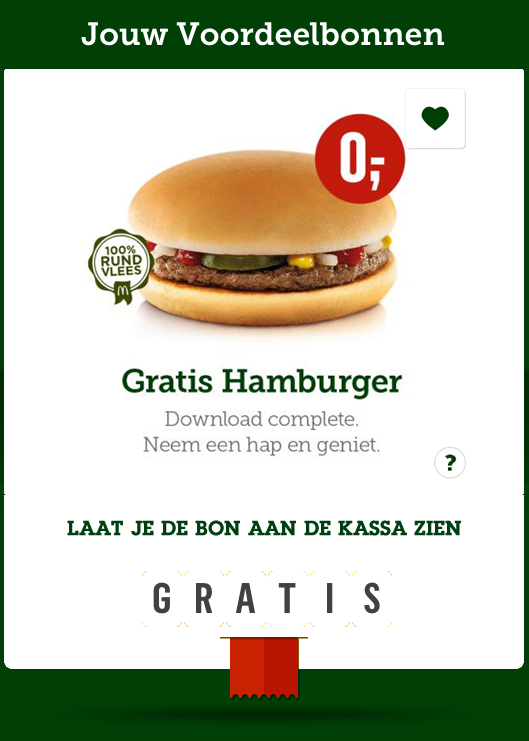 Jouw Voordeelbonnen
0,-
100%
RUND
VLEES
Gratis Hamburger
Download complete.
Neem een hap en geniet.
?
LAAT JE DE BON AAN DE KASSA ZIEN
GRATIS